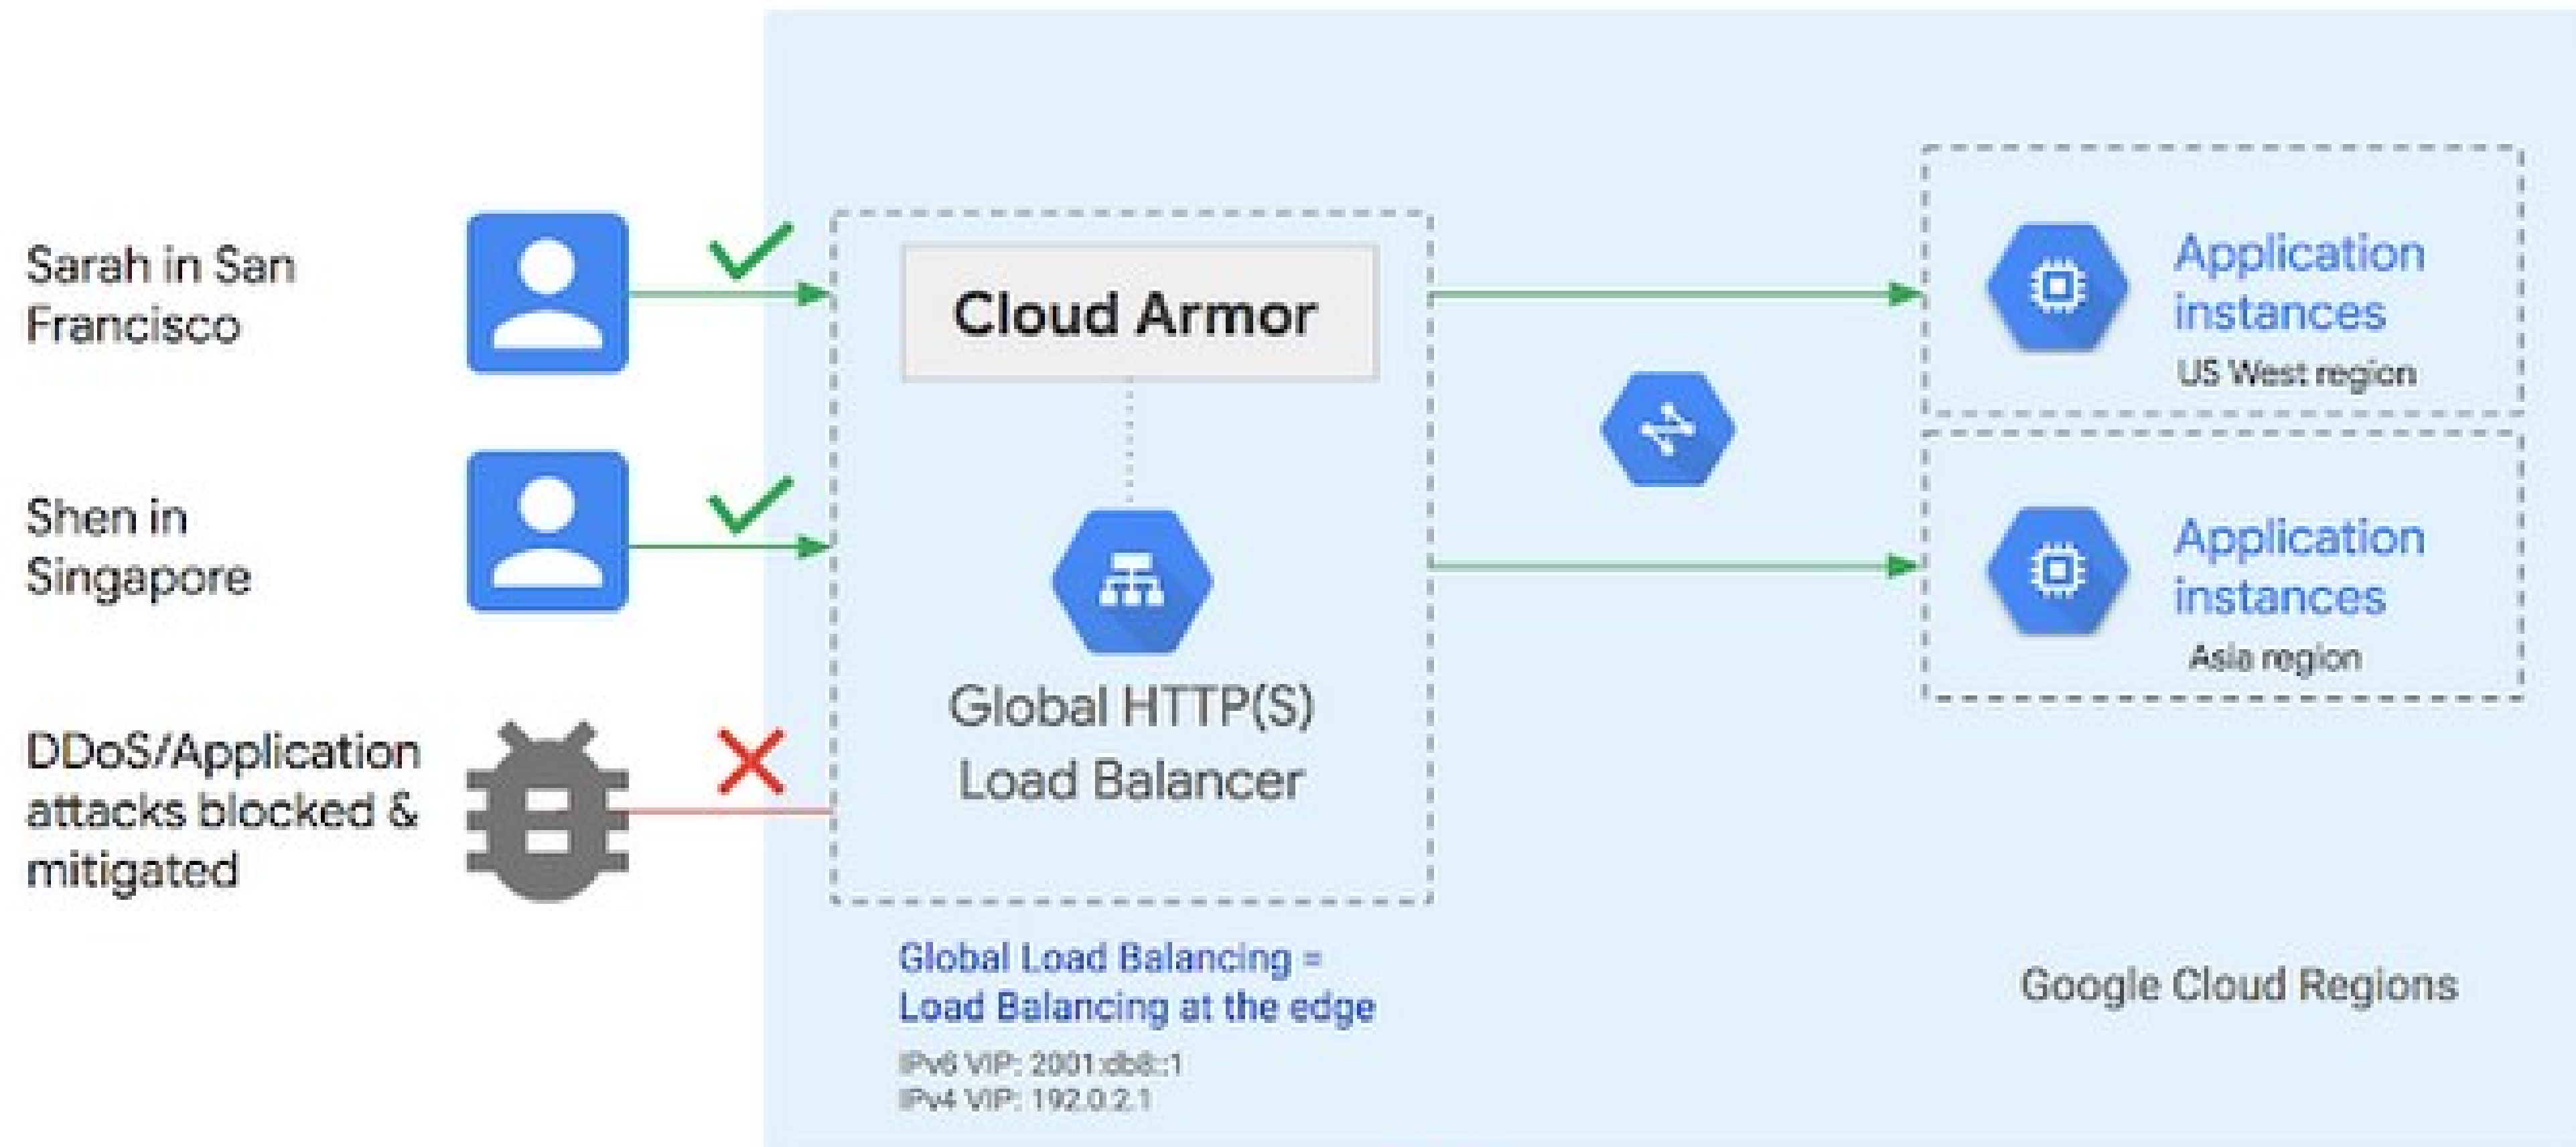 Sarah in San
Francisco
Shen in
Singapore
DDoS/Application
attacks blocked &
mitigated
Cloud Armor
Global HTTP(S)
Load Balancer
Global Load Balancing =
Load Balancing at the edge
IPv6 VIP: 2001:db8::1
IPv4 VIP: 192.0.2.1
Application
instances
US West region
Application
instances
Asia region
Google Cloud Regions